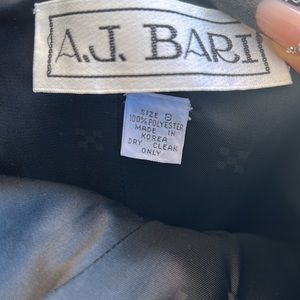 A.J. BARI
SIZE 8
100% POLYESTER
MADE IN
KOREA
DRY CLEAN
ONLY